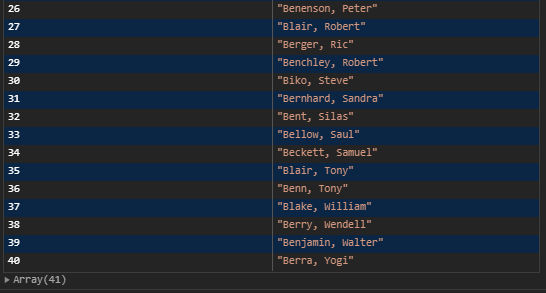 26 "Benenson, Peter"
27 "Blair, Robert"
28 "Berger, Ric"
29 "Benchley, Robert"
30 "Biko, Steve"
31 "Bernhard, Sandra"
32 "Bent, Silas"
33 "Bellow, Saul"
34 "Beckett, Samuel"
35 "Blair, Tony"
36 "Benn, Tony"
37 "Blake, William"
38 "Berry, Wendell"
39 "Benjamin, Walter"
40 "Berra, Yogi"
▶ Array(41)